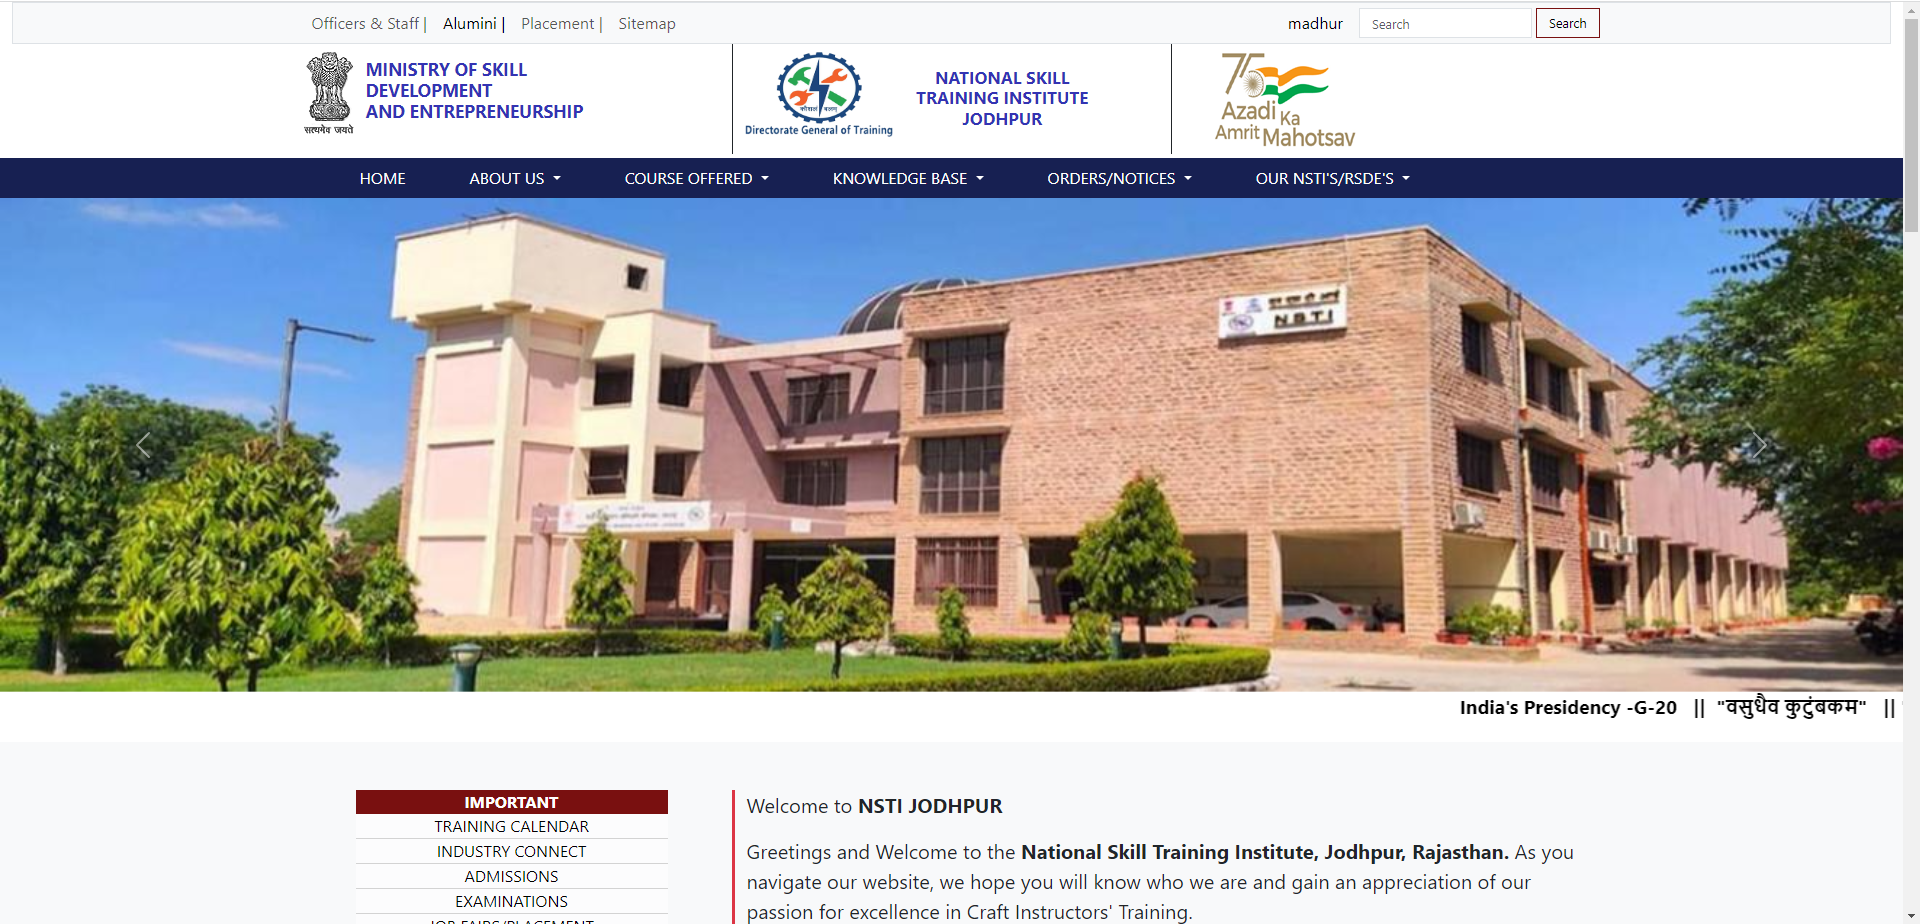 Officers & Staff | Alumini | Placement | Sitemap madhur Search Search
सत्यमेव जयते
MINISTRY OF SKILL
DEVELOPMENT
AND ENTREPRENEURSHIP
Directorate General of Training
NATIONAL SKILL
TRAINING INSTITUTE
JODHPUR
75
Azadi Ka
Amrit Mahotsav
HOME ABOUT US COURSE OFFERED KNOWLEDGE BASE ORDERS/NOTICES OUR NSTI'S/RSDE'S
NSTI
India's Presidency -G-20 || "वसुधैव कुटुंबकम" ||
IMPORTANT
TRAINING CALENDAR
INDUSTRY CONNECT
ADMISSIONS
EXAMINATIONS
JOB FAIRS/PLACEMENT
Welcome to NSTI JODHPUR
Greetings and Welcome to the National Skill Training Institute, Jodhpur, Rajasthan. As you
navigate our website, we hope you will know who we are and gain an appreciation of our
passion for excellence in Craft Instructors' Training.